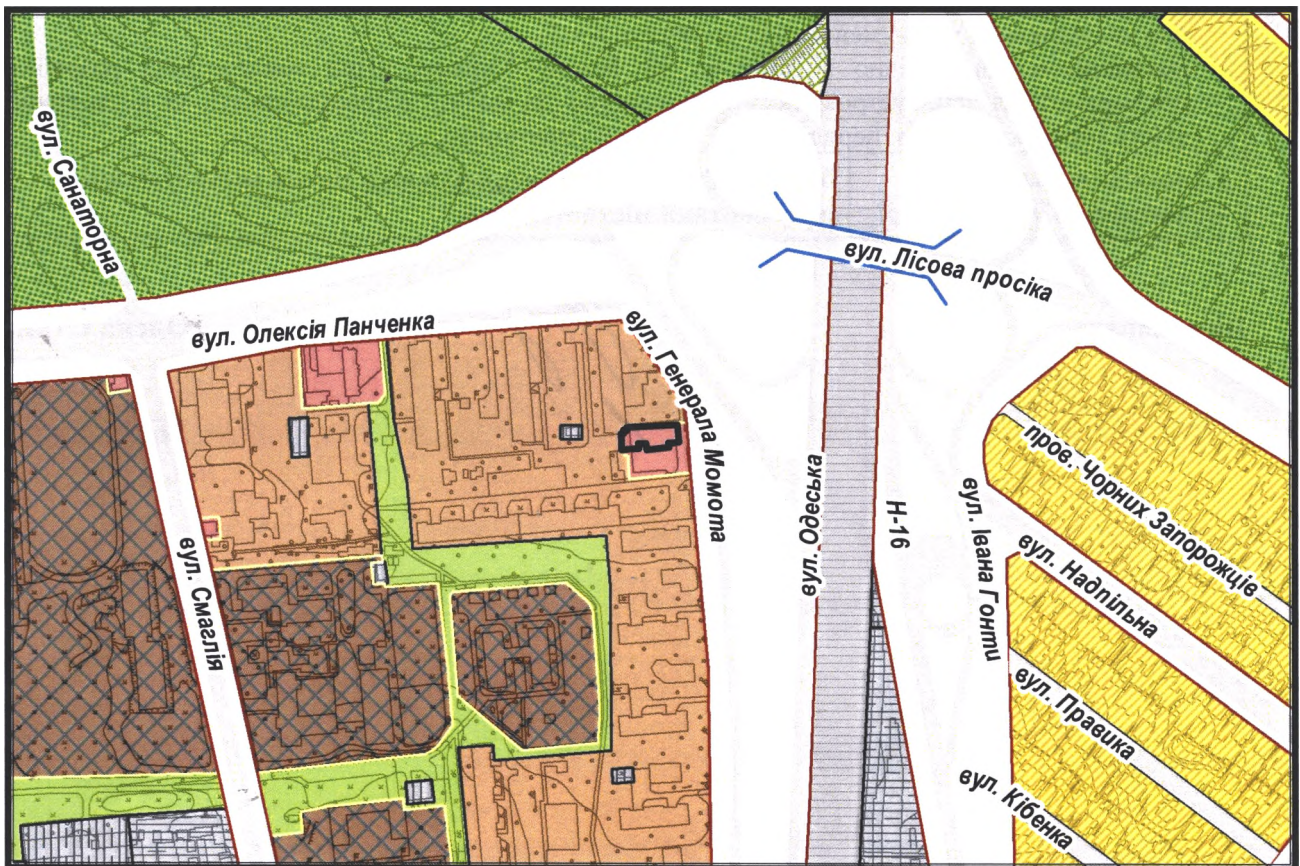 вул. Санаторна
вул. Лісова просіка
вул. Олексія Панченка
вул. Генерала Момота
пров. Чорних Запорожців
вул. Одеська
Н-16
вул. Івана Гонти
вул. Надпільна
вул. Смаглія
вул. Правика
вул. Кібенка